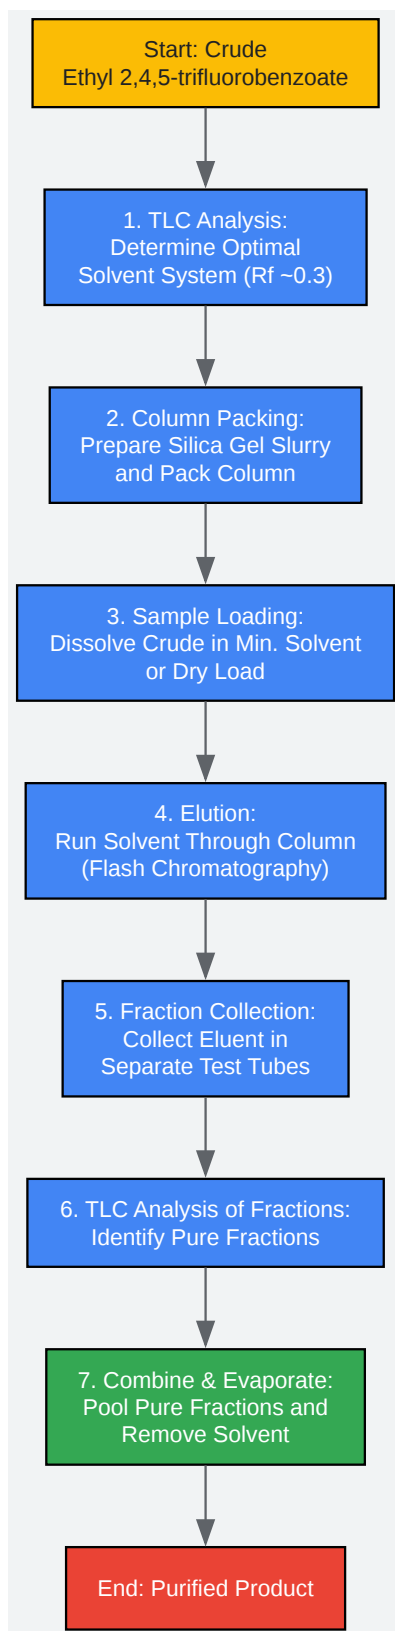 Start: Crude
Ethyl 2,4,5-trifluorobenzoate
1. TLC Analysis:
Determine Optimal
Solvent System (Rf ~0.3)
2. Column Packing:
Prepare Silica Gel Slurry
and Pack Column
3. Sample Loading:
Dissolve Crude in Min. Solvent
or Dry Load
4. Elution:
Run Solvent Through Column
(Flash Chromatography)
5. Fraction Collection:
Collect Eluent in
Separate Test Tubes
6. TLC Analysis of Fractions:
Identify Pure Fractions
7. Combine & Evaporate:
Pool Pure Fractions and
Remove Solvent
End: Purified Product